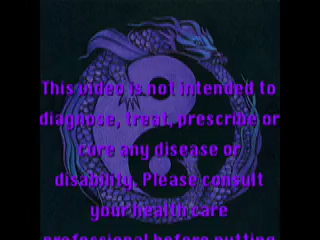 This video is not intended to
diagnose, treat, prescribe or
cure any disease or
disability. Please consult
your health care
professional before putting